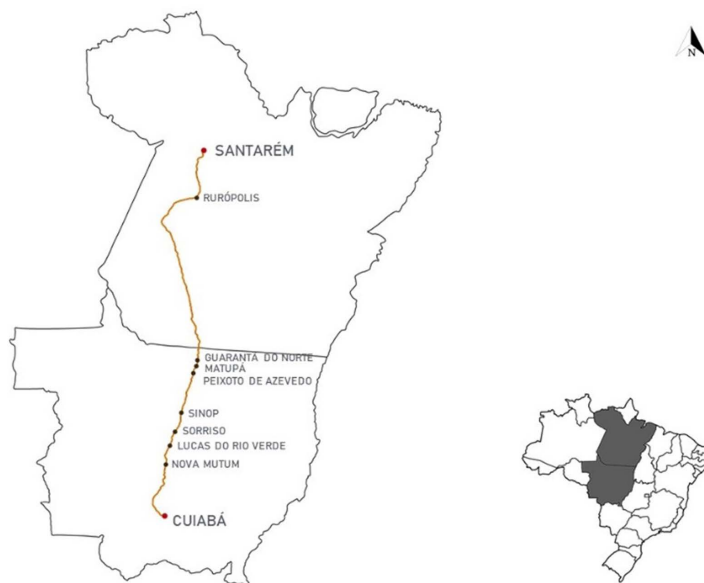 N
SANTARÉM
RURÓPOLIS
GUARANTÃ DO NORTE
MATUPÁ
PEIXOTO DE AZEVEDO
SINOP
SORRISO
LUCAS DO RIO VERDE
NOVA MUTUM
CUIABÁ